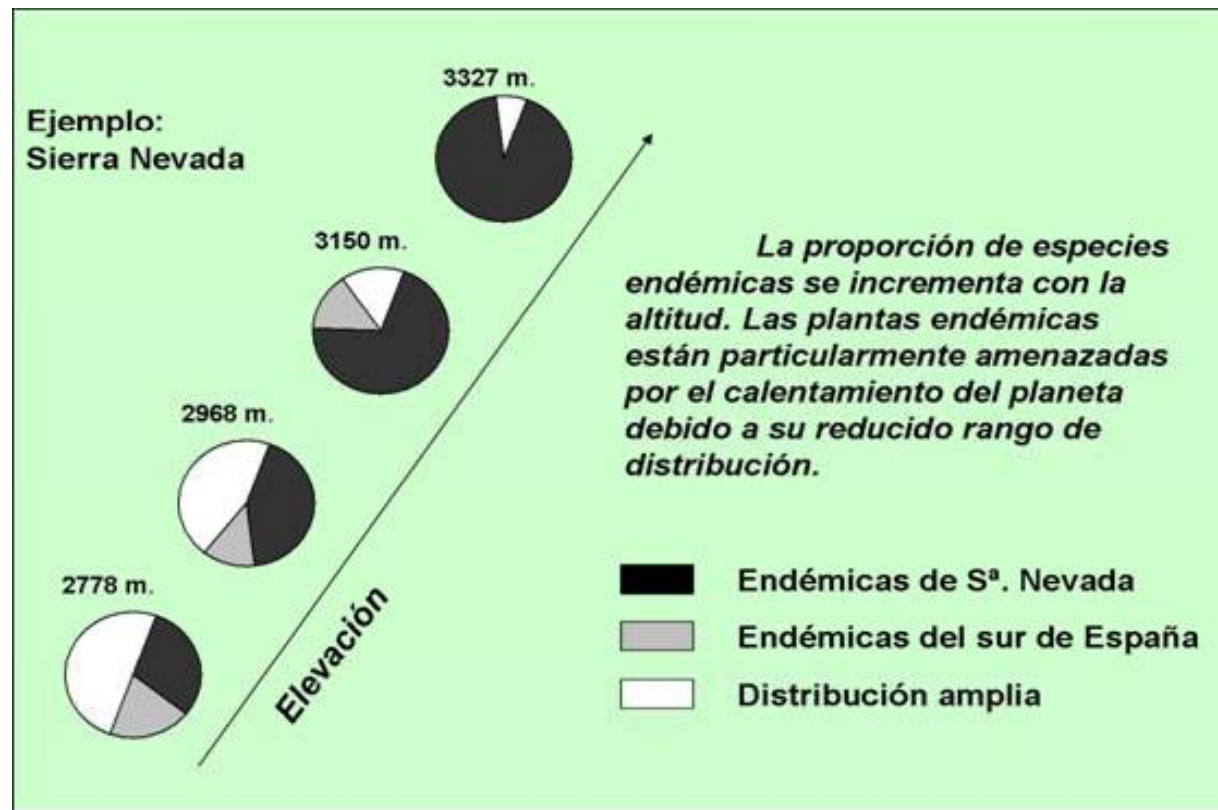 3327 m.
Ejemplo:
Sierra Nevada
3150 m.
La proporción de especies
endémicas se incrementa con la
altitud. Las plantas endémicas
están particularmente amenazadas
por el calentamiento del planeta
debido a su reducido rango de
distribución.
2968 m.
2778 m.
Elevación
Endémicas de Sª. Nevada
Endémicas del sur de España
Distribución amplia